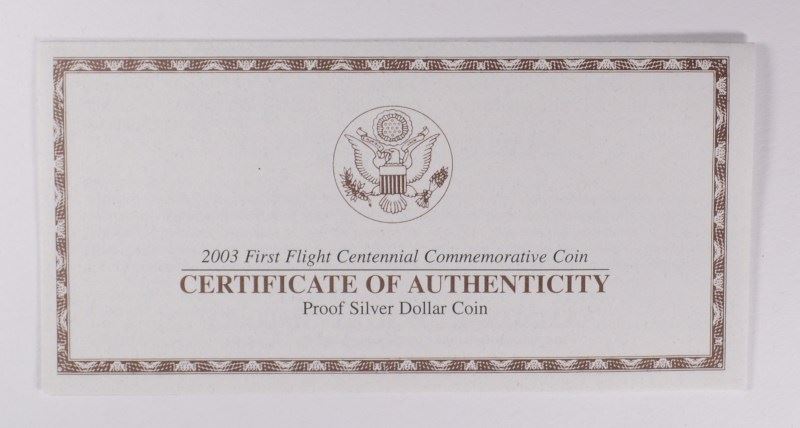 2003 First Flight Centennial Commemorative Coin
CERTIFICATE OF AUTHENTICITY
Proof Silver Dollar Coin